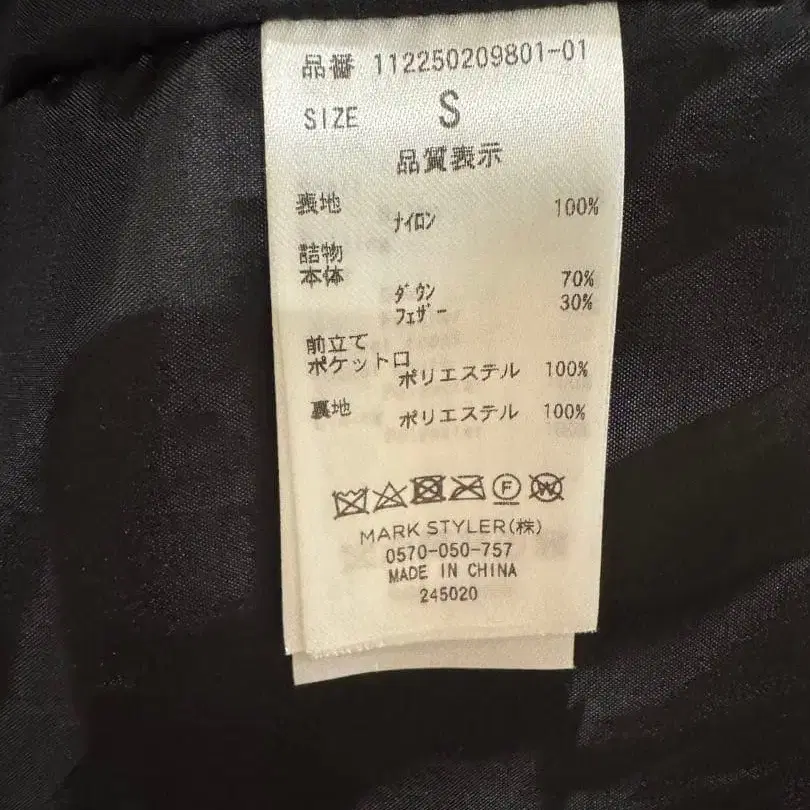 品番 112250209801-01
SIZE S
品質表示
表地
ナイロン 100%
詰物
本体
ダウン 70%
フェザー 30%
前立て
ポケット口
ポリエステル 100%
裏地 ポリエステル 100%
F W
MARK STYLER(株)
0570-050-757
MADE IN CHINA
245020